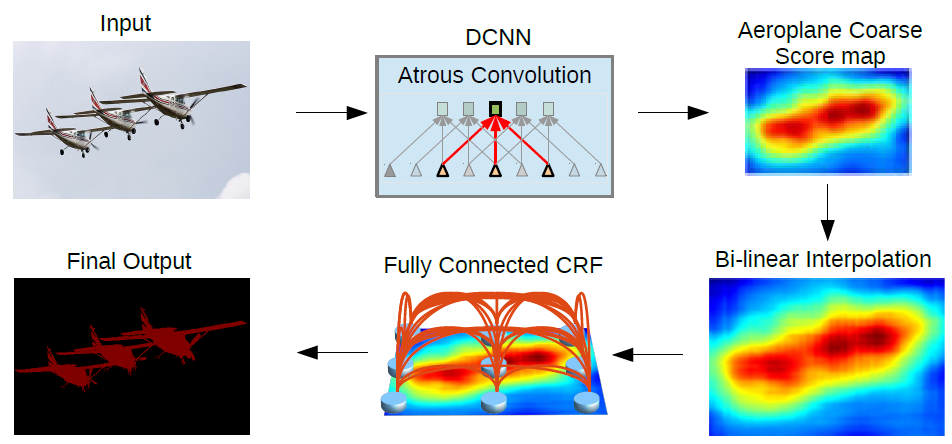 Input
DCNN
Atrous Convolution
Aeroplane Coarse
Score map
Final Output
Fully Connected CRF
Bi-linear Interpolation